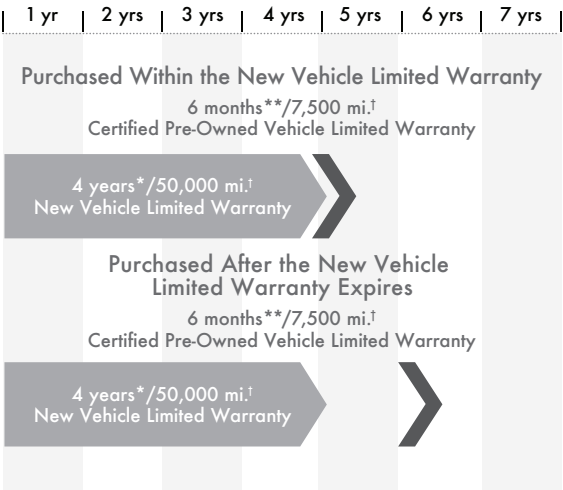 1 yr 2 yrs 3 yrs 4 yrs 5 yrs 6 yrs 7 yrs
Purchased Within the New Vehicle Limited Warranty
6 months**/7,500 mi.†
Certified Pre-Owned Vehicle Limited Warranty
4 years*/50,000 mi.†
New Vehicle Limited Warranty
Purchased After the New Vehicle
Limited Warranty Expires
6 months**/7,500 mi.†
Certified Pre-Owned Vehicle Limited Warranty
4 years*/50,000 mi.†
New Vehicle Limited Warranty